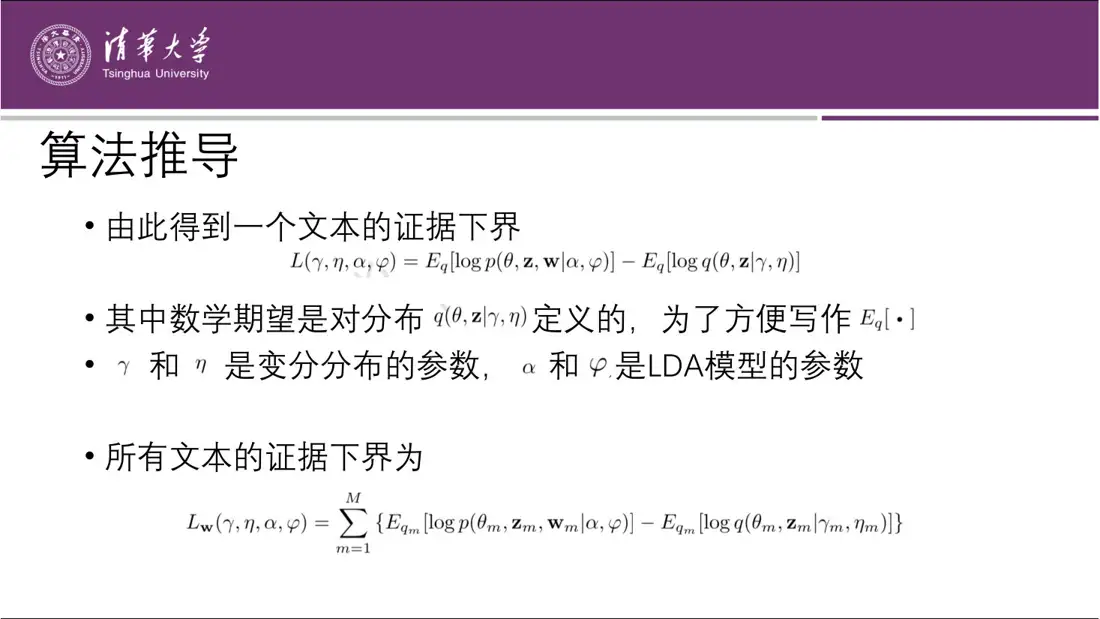 清华大学
Tsinghua University
算法推导
• 由此得到一个文本的证据下界
L(γ, η, α, φ) = E_q[log p(θ, z, w|α, φ)] − E_q[log q(θ, z|γ, η)]
• 其中数学期望是对分布 q(θ, z|γ, η) 定义的，为了方便写作 E_q[•]
• γ 和 η 是变分分布的参数， α 和 φ 是LDA模型的参数
• 所有文本的证据下界为
L_w(γ, η, α, φ) = ∑_{m=1}^{M} {E_{q_m}[log p(θ_m, z_m, w_m|α, φ)] − E_{q_m}[log q(θ_m, z_m|γ_m, η_m)]}